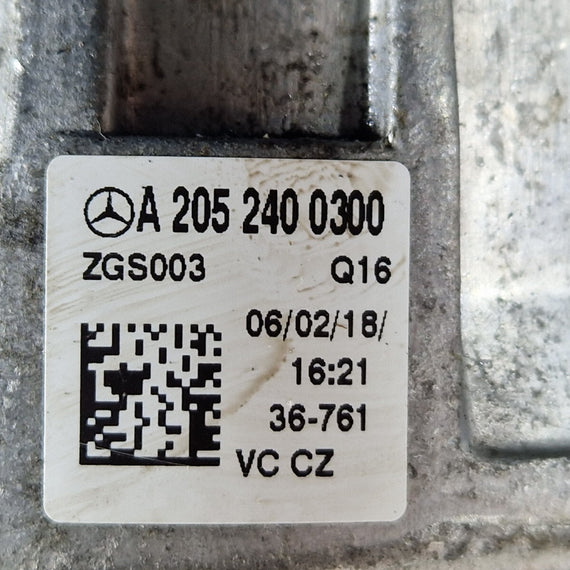 A 205 240 0300
ZGS003 Q16
06/02/18/
16:21
36-761
VC CZ